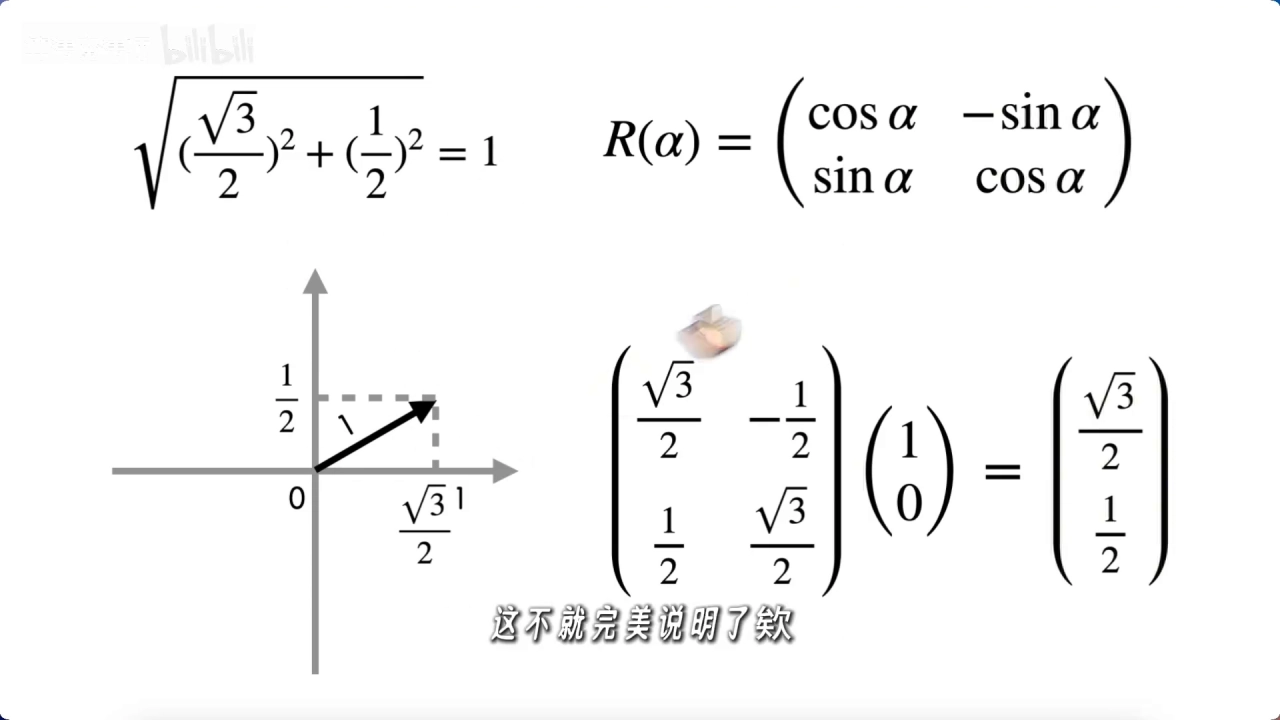 bilibili
√((√3/2)² + (1/2)²) = 1
R(α) = (cos α −sin α
sin α cos α)
1/2
1
0
√3/2
1
(√3/2 −1/2
1/2 √3/2) (1
0) = (√3/2
1/2)
这不就完美说明了欸